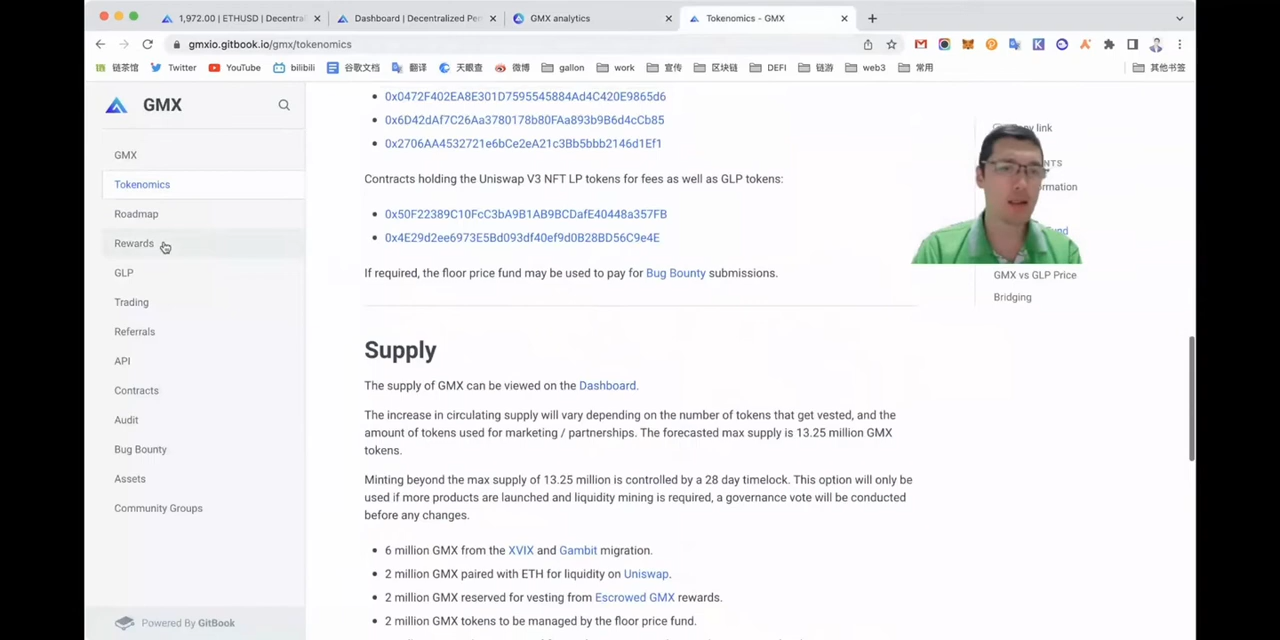 1,972.00 | ETHUSD | Decentral
Dashboard | Decentralized Per
GMX analytics
Tokenomics - GMX
gmxio.gitbook.io/gmx/tokenomics
链茶馆
Twitter
YouTube
bilibili
谷歌文档
翻译
天眼查
微博
gallon
work
宣传
区块链
DEFI
链游
web3
常用
其他书签
GMX
GMX
Tokenomics
Roadmap
Rewards
GLP
Trading
Referrals
API
Contracts
Audit
Bug Bounty
Assets
Community Groups
Powered By GitBook
0x0472F402EA8E301D7595545884Ad4C420E9865d6
0x6D42dAf7C26Aa3780178b80FAa893b9B6d4cCb85
0x2706AA4532721e6bCe2eA21c3Bb5bbb2146d1Ef1
Contracts holding the Uniswap V3 NFT LP tokens for fees as well as GLP tokens:
0x50F22389C10FcC3bA9B1AB9BCDafE40448a357FB
0x4E29d2ee6973E5Bd093df40ef9d0B28BD56C9e4E
If required, the floor price fund may be used to pay for Bug Bounty submissions.
Supply
The supply of GMX can be viewed on the Dashboard.
The increase in circulating supply will vary depending on the number of tokens that get vested, and the
amount of tokens used for marketing / partnerships. The forecasted max supply is 13.25 million GMX
tokens.
Minting beyond the max supply of 13.25 million is controlled by a 28 day timelock. This option will only be
used if more products are launched and liquidity mining is required, a governance vote will be conducted
before any changes.
6 million GMX from the XVIX and Gambit migration.
2 million GMX paired with ETH for liquidity on Uniswap.
2 million GMX reserved for vesting from Escrowed GMX rewards.
2 million GMX tokens to be managed by the floor price fund.
link
NTS
ormation
nd
GMX vs GLP Price
Bridging